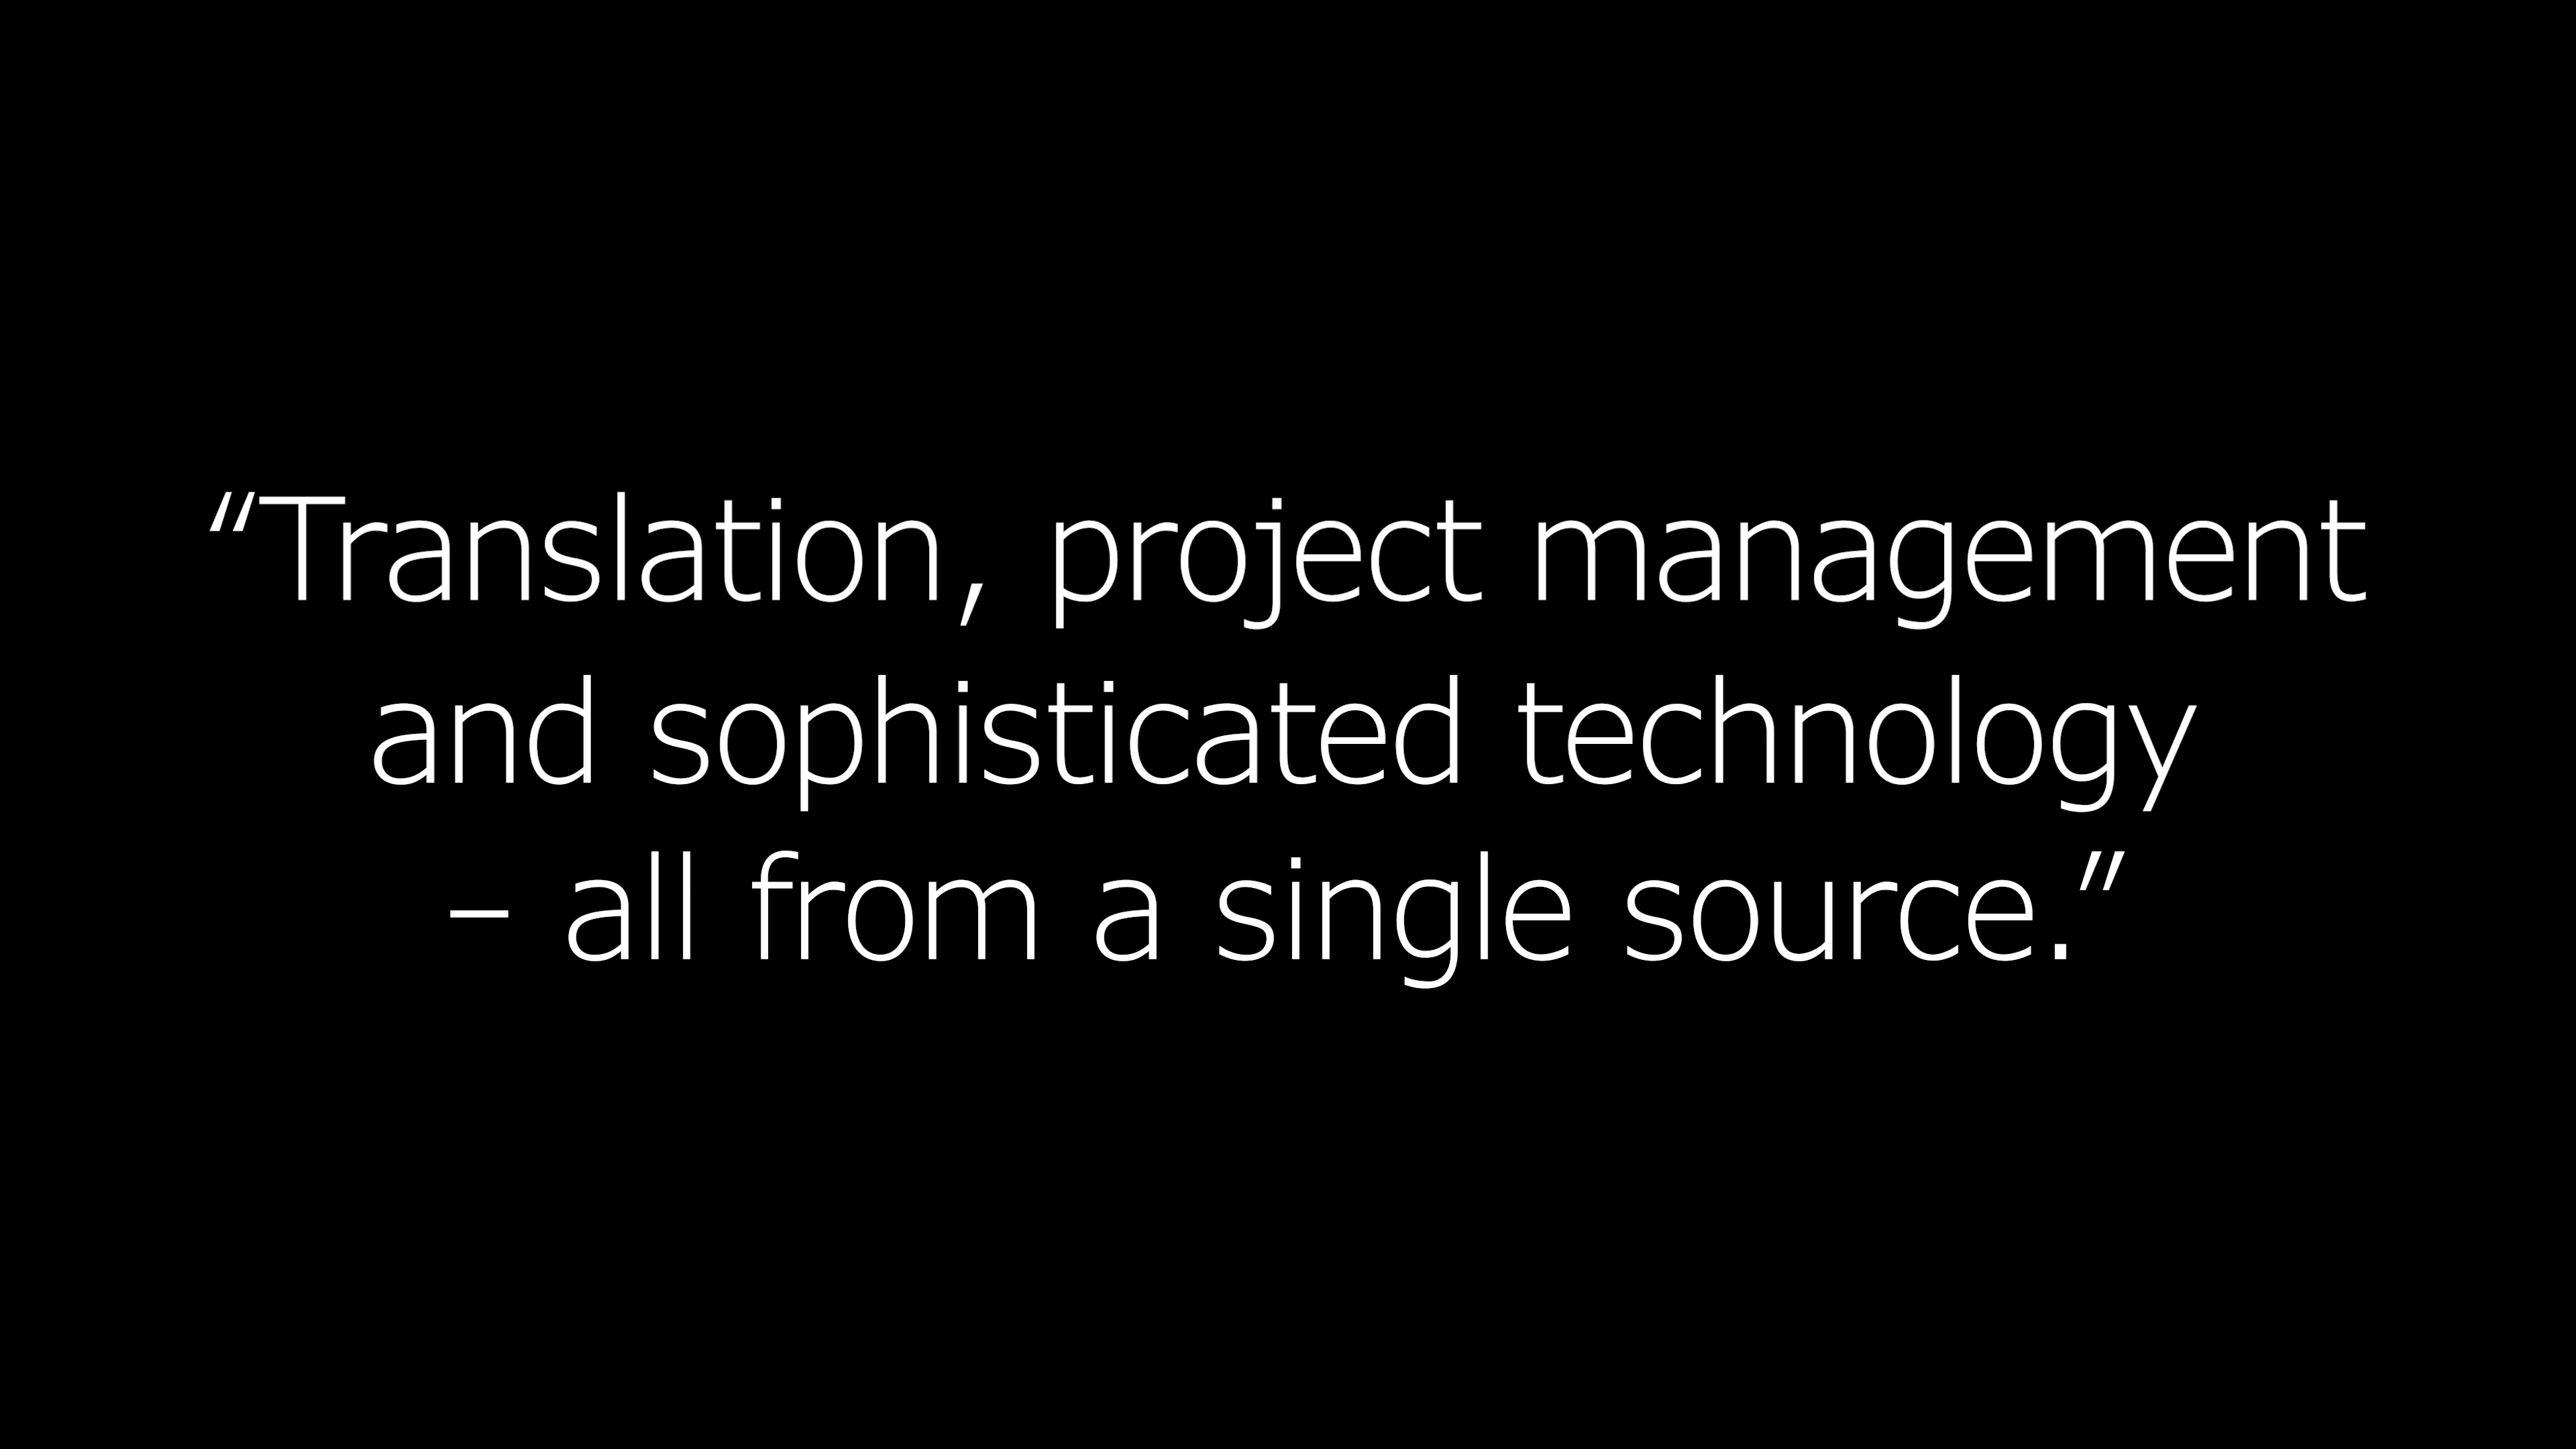 “Translation, project management
and sophisticated technology
– all from a single source.”